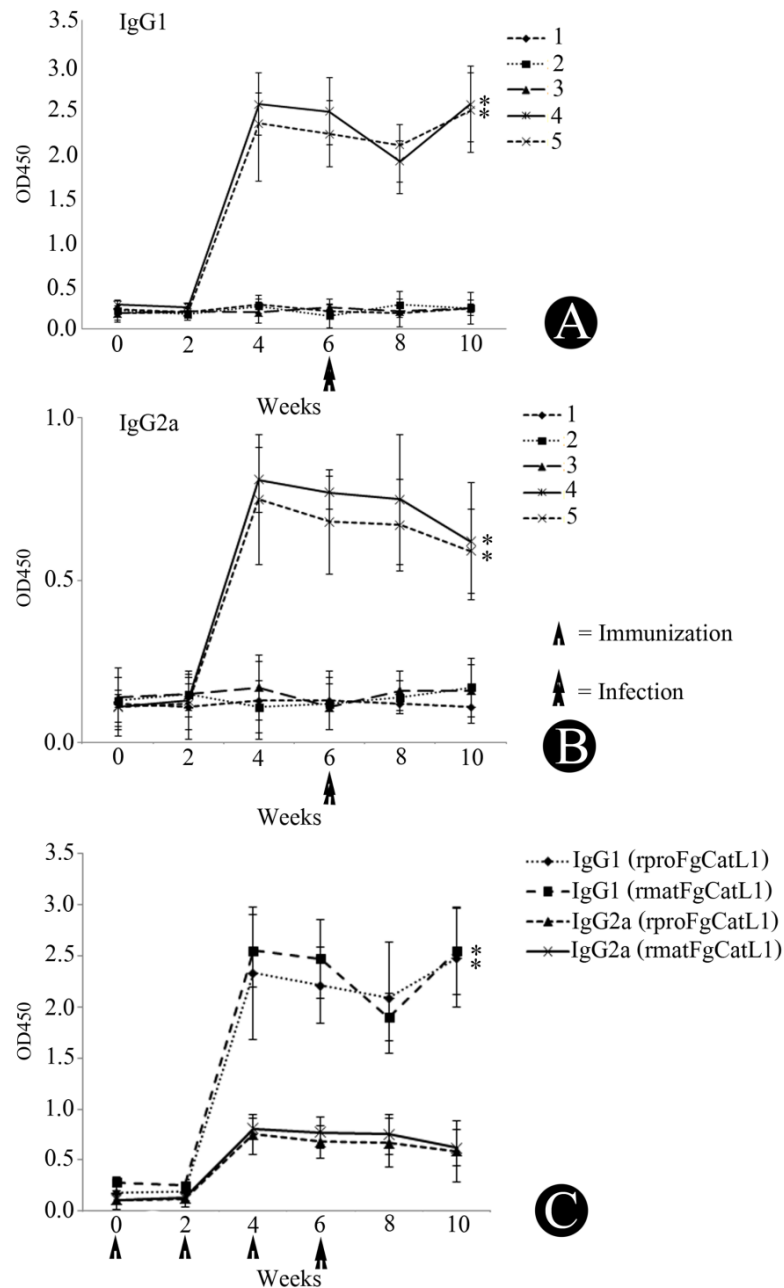 IgG1
3.5
3.0
2.5
2.0
1.5
0.5
0.0
OD450
0 2 4 6 8 10
Weeks
1
2
3
4
5
*
*
A
IgG2a
1.0
0.5
0.0
OD450
0 2 4 6 8 10
Weeks
1
2
3
4
5
*
*
= Immunization
= Infection
B
3.5
3.0
2.5
2.0
1.5
1.0
0.5
0.0
OD450
0 2 4 6 8 10
Weeks
IgG1 (rproFgCatL1)
IgG1 (rmatFgCatL1)
IgG2a (rproFgCatL1)
IgG2a (rmatFgCatL1)
*
*
C